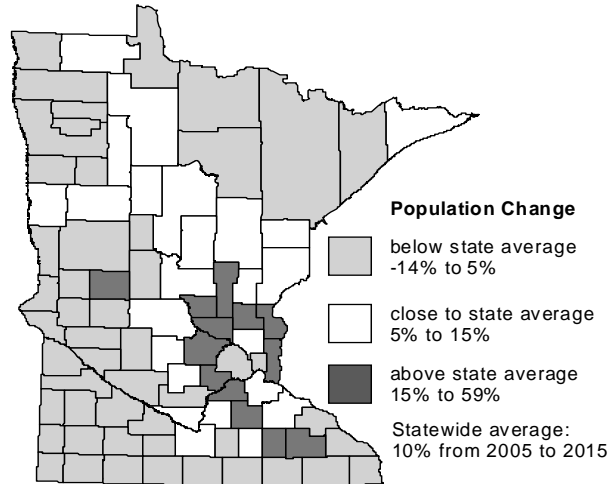 Population Change
below state average
-14% to 5%
close to state average
5% to 15%
above state average
15% to 59%
Statewide average:
10% from 2005 to 2015